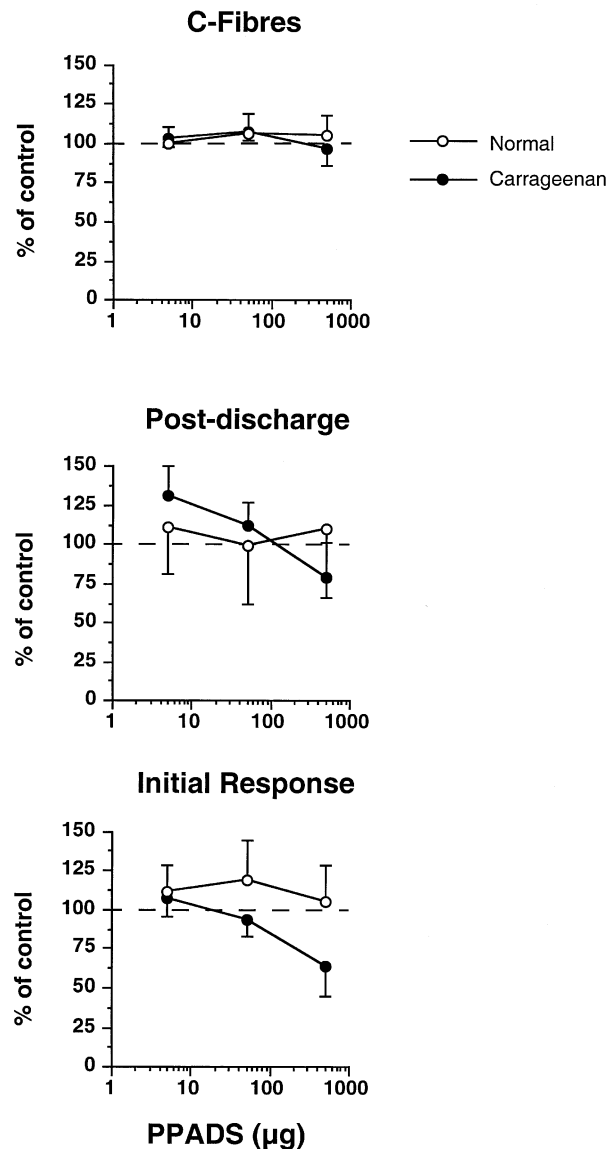 C-Fibres
150
125
100
75
50
25
0
% of control
1 10 100 1000
Normal
Carrageenan
Post-discharge
150
125
100
75
50
25
0
% of control
1 10 100 1000
Initial Response
150
125
100
75
50
25
0
% of control
1 10 100 1000
PPADS (μg)